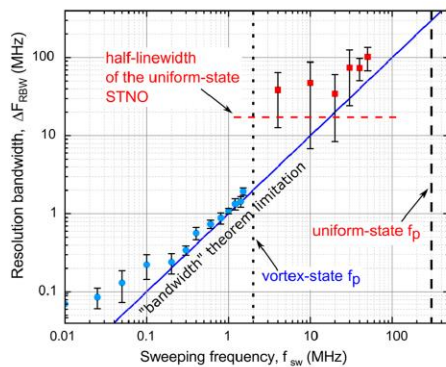 Resolution bandwidth, ΔF_RBW (MHz)
100
10
1
0.1
half-linewidth
of the uniform-state
STNO
"bandwidth" theorem limitation
uniform-state f_p
vortex-state f_p
0.01
0.1
1
10
100
Sweeping frequency, f_sw (MHz)